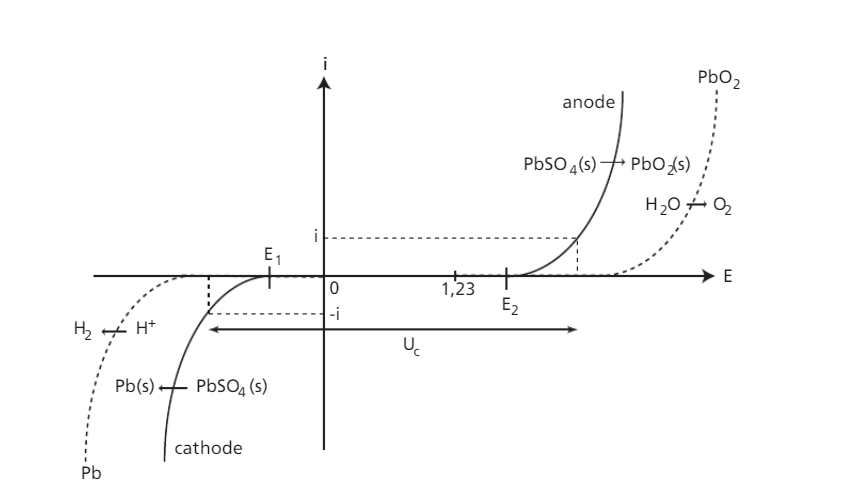 i
PbO2
anode
PbSO4(s) → PbO2(s)
H2O → O2
i
E1
E
0
1,23
E2
-i
H2 ← H+
Uc
Pb(s) ← PbSO4(s)
cathode
Pb